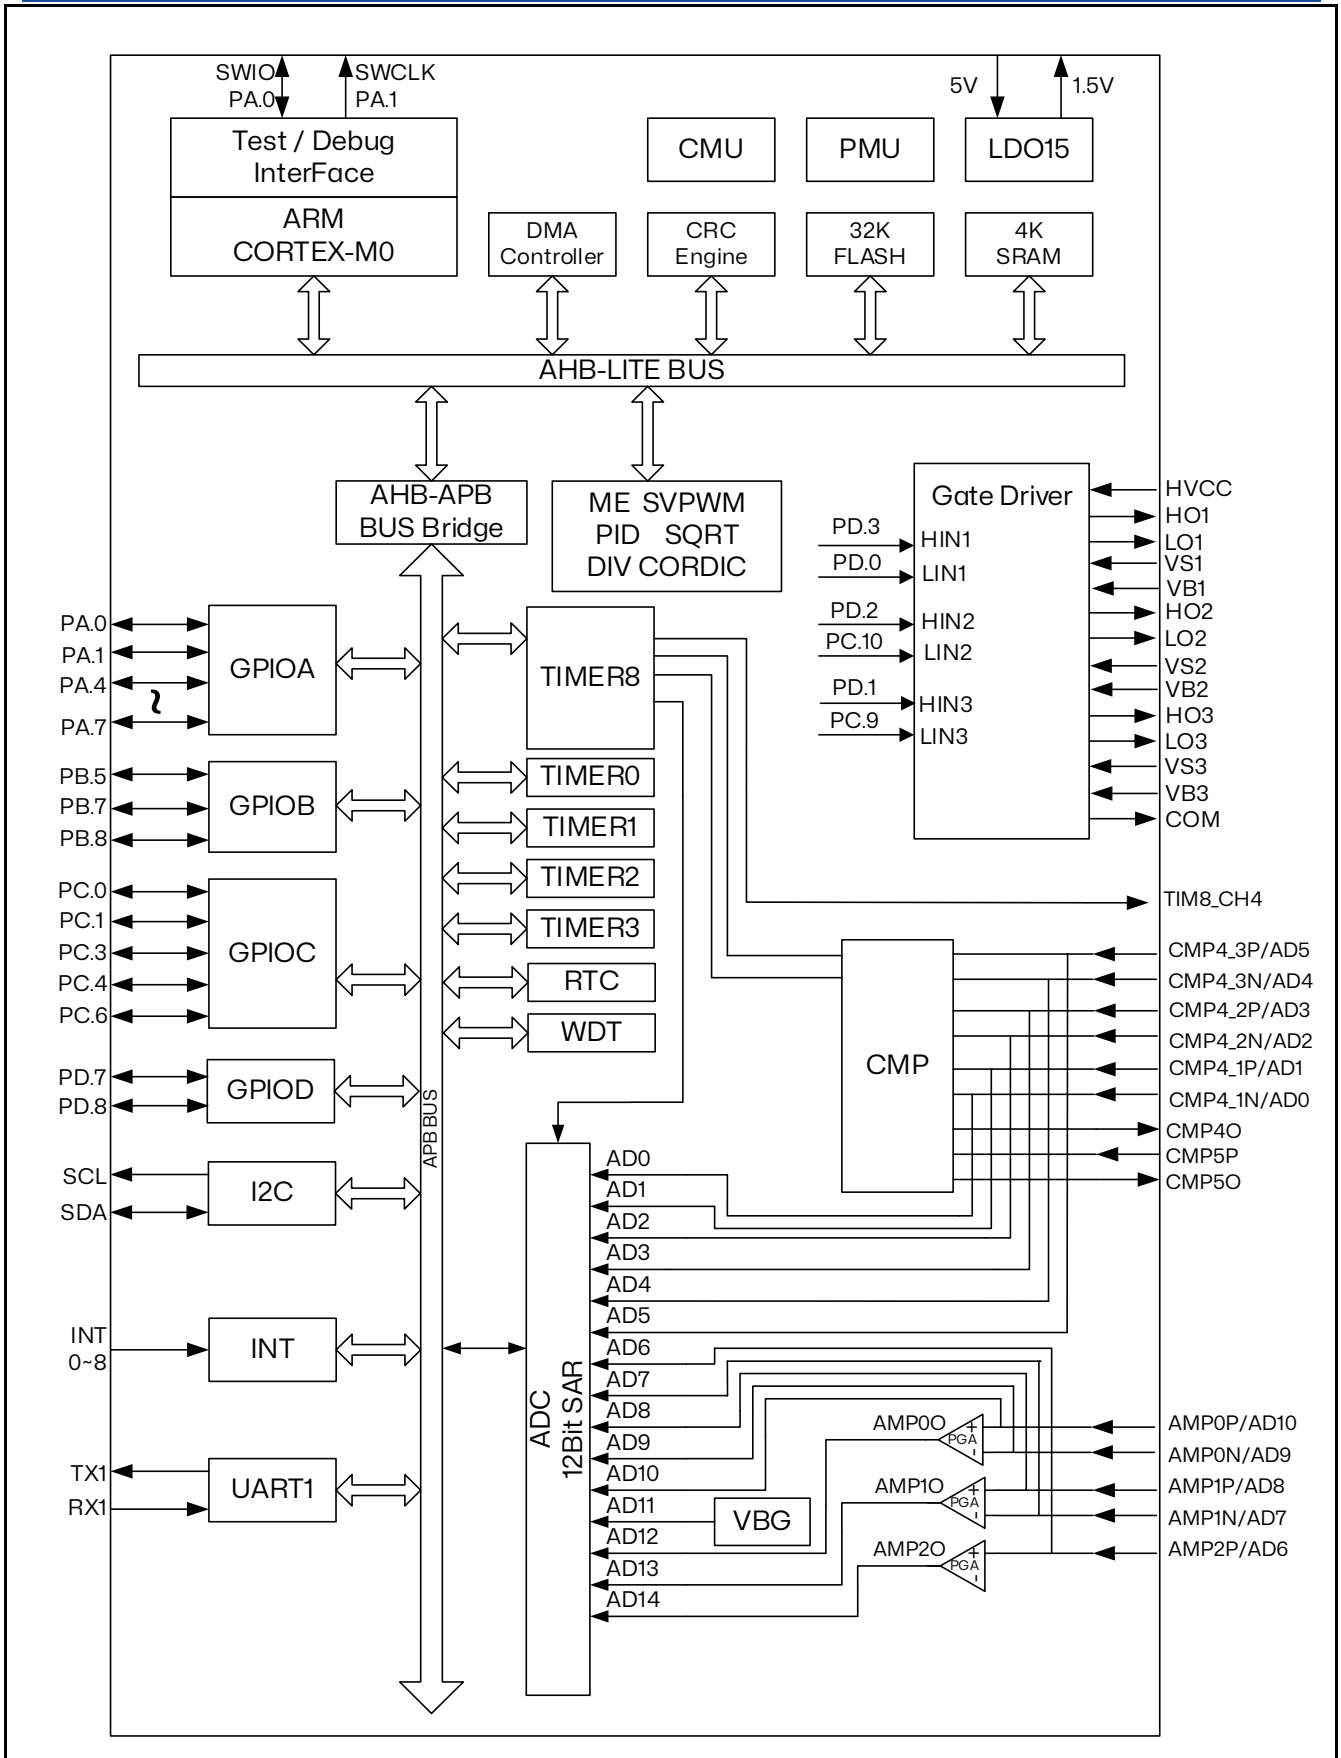 SWIO
PA.0
SWCLK
PA.1
5V
1.5V
Test / Debug
InterFace
ARM
CORTEX-M0
CMU
PMU
LDO15
DMA
Controller
CRC
Engine
32K
FLASH
4K
SRAM
AHB-LITE BUS
AHB-APB
BUS Bridge
ME SVPWM
PID SQRT
DIV CORDIC
Gate Driver
PD.3
HIN1
PD.0
LIN1
PD.2
HIN2
PC.10
LIN2
PD.1
HIN3
PC.9
LIN3
HVCC
HO1
LO1
VS1
VB1
HO2
LO2
VS2
VB2
HO3
LO3
VS3
VB3
COM
PA.0
PA.1
PA.4
~
PA.7
GPIOA
PB.5
PB.7
PB.8
GPIOB
PC.0
PC.1
PC.3
PC.4
PC.6
GPIOC
PD.7
PD.8
GPIOD
SCL
SDA
I2C
INT
0~8
INT
TX1
RX1
UART1
APB BUS
TIMER8
TIMER0
TIMER1
TIMER2
TIMER3
RTC
WDT
TIM8_CH4
CMP
CMP4_3P/AD5
CMP4_3N/AD4
CMP4_2P/AD3
CMP4_2N/AD2
CMP4_1P/AD1
CMP4_1N/AD0
CMP4O
CMP5P
CMP5O
ADC
12Bit SAR
AD0
AD1
AD2
AD3
AD4
AD5
AD6
AD7
AD8
AD9
AD10
AD11
AD12
AD13
AD14
VBG
AMP0O
+
PGA
-
AMP1O
+
PGA
-
AMP2O
+
PGA
-
AMP0P/AD10
AMP0N/AD9
AMP1P/AD8
AMP1N/AD7
AMP2P/AD6